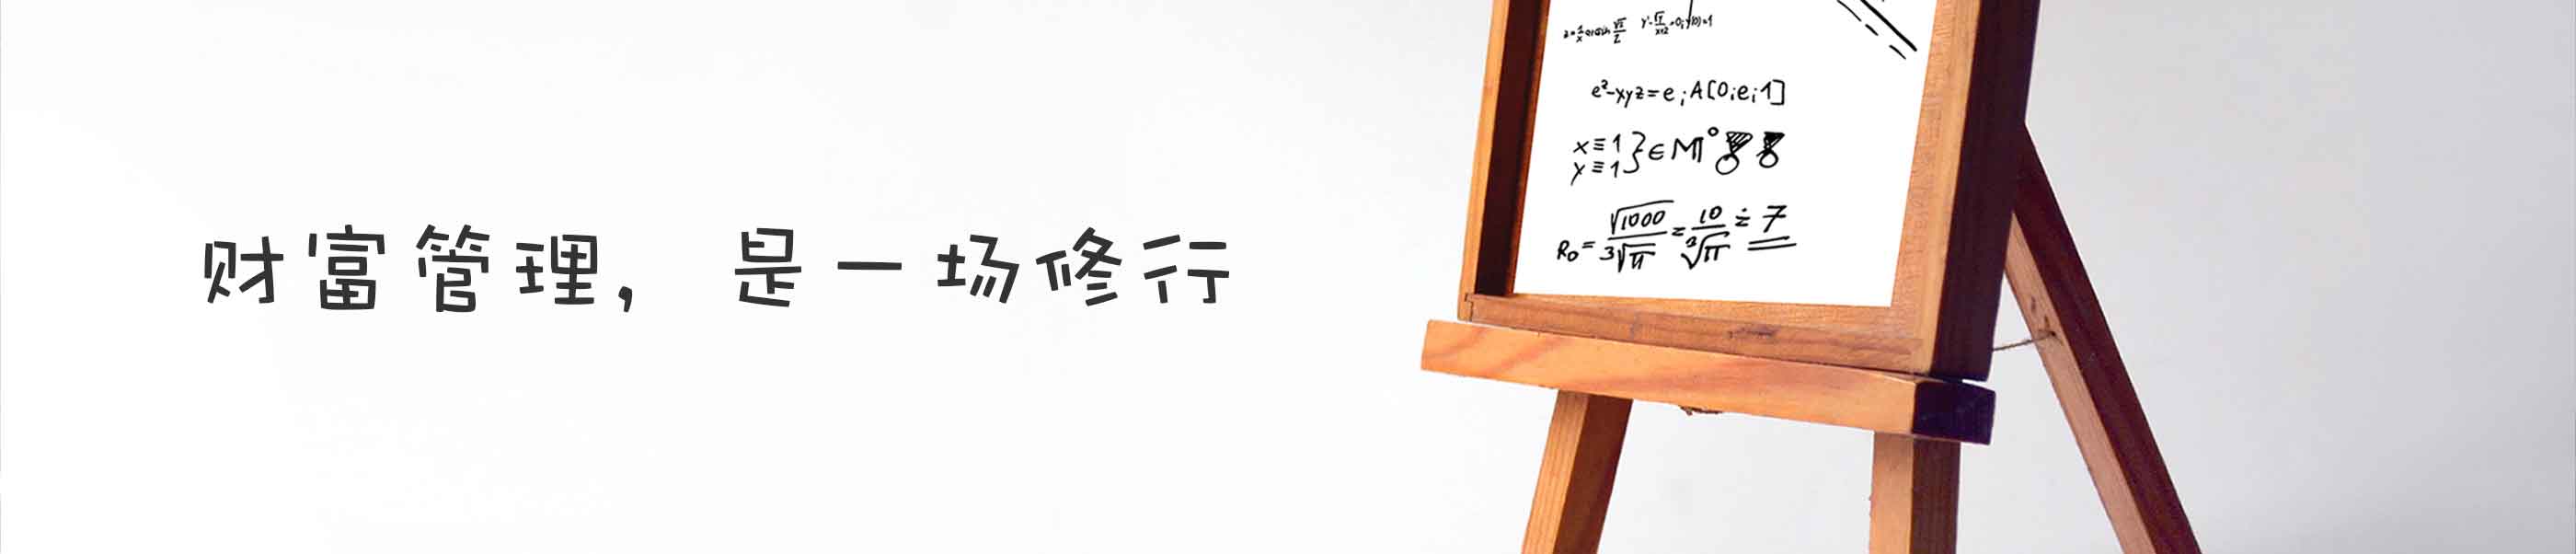 财富管理，是一场修行
e²-xyz=e;A[0;e;1]
x≡1
y≡1}∈M°
R₀=√1000/3√π=10/³√π≐7